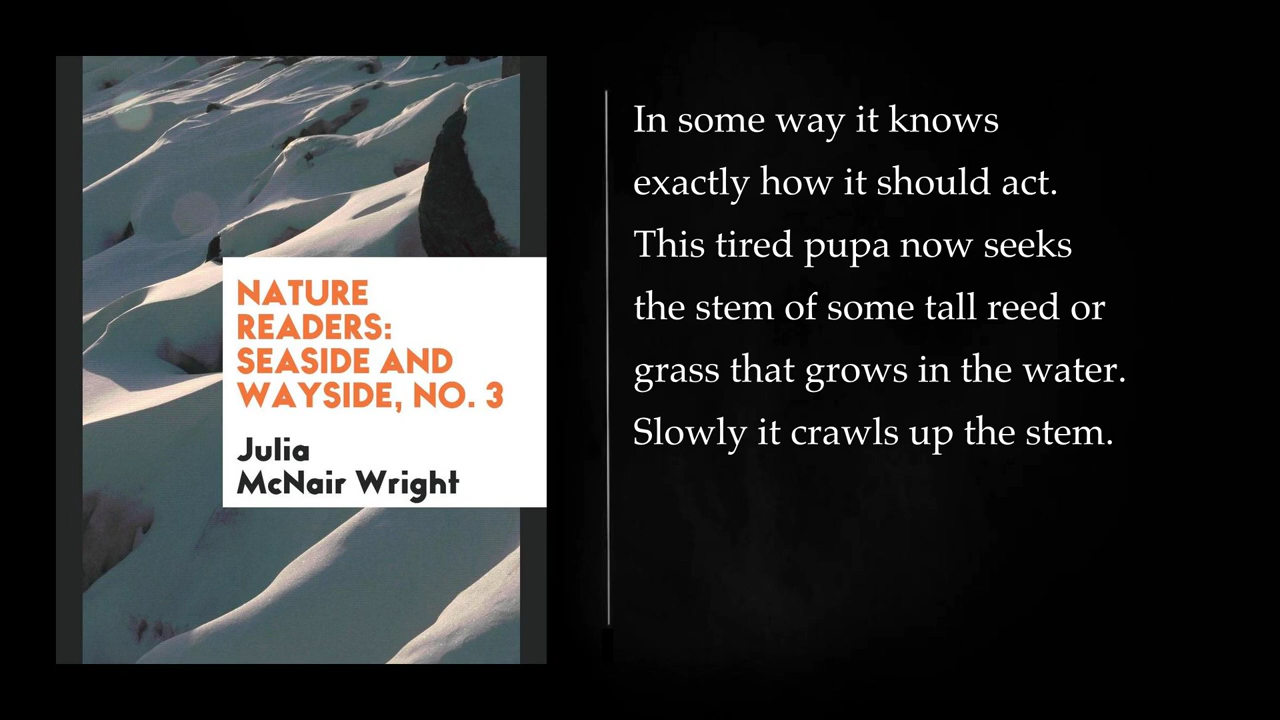 NATURE
READERS:
SEASIDE AND
WAYSIDE, NO. 3
Julia
McNair Wright
In some way it knows
exactly how it should act.
This tired pupa now seeks
the stem of some tall reed or
grass that grows in the water.
Slowly it crawls up the stem.